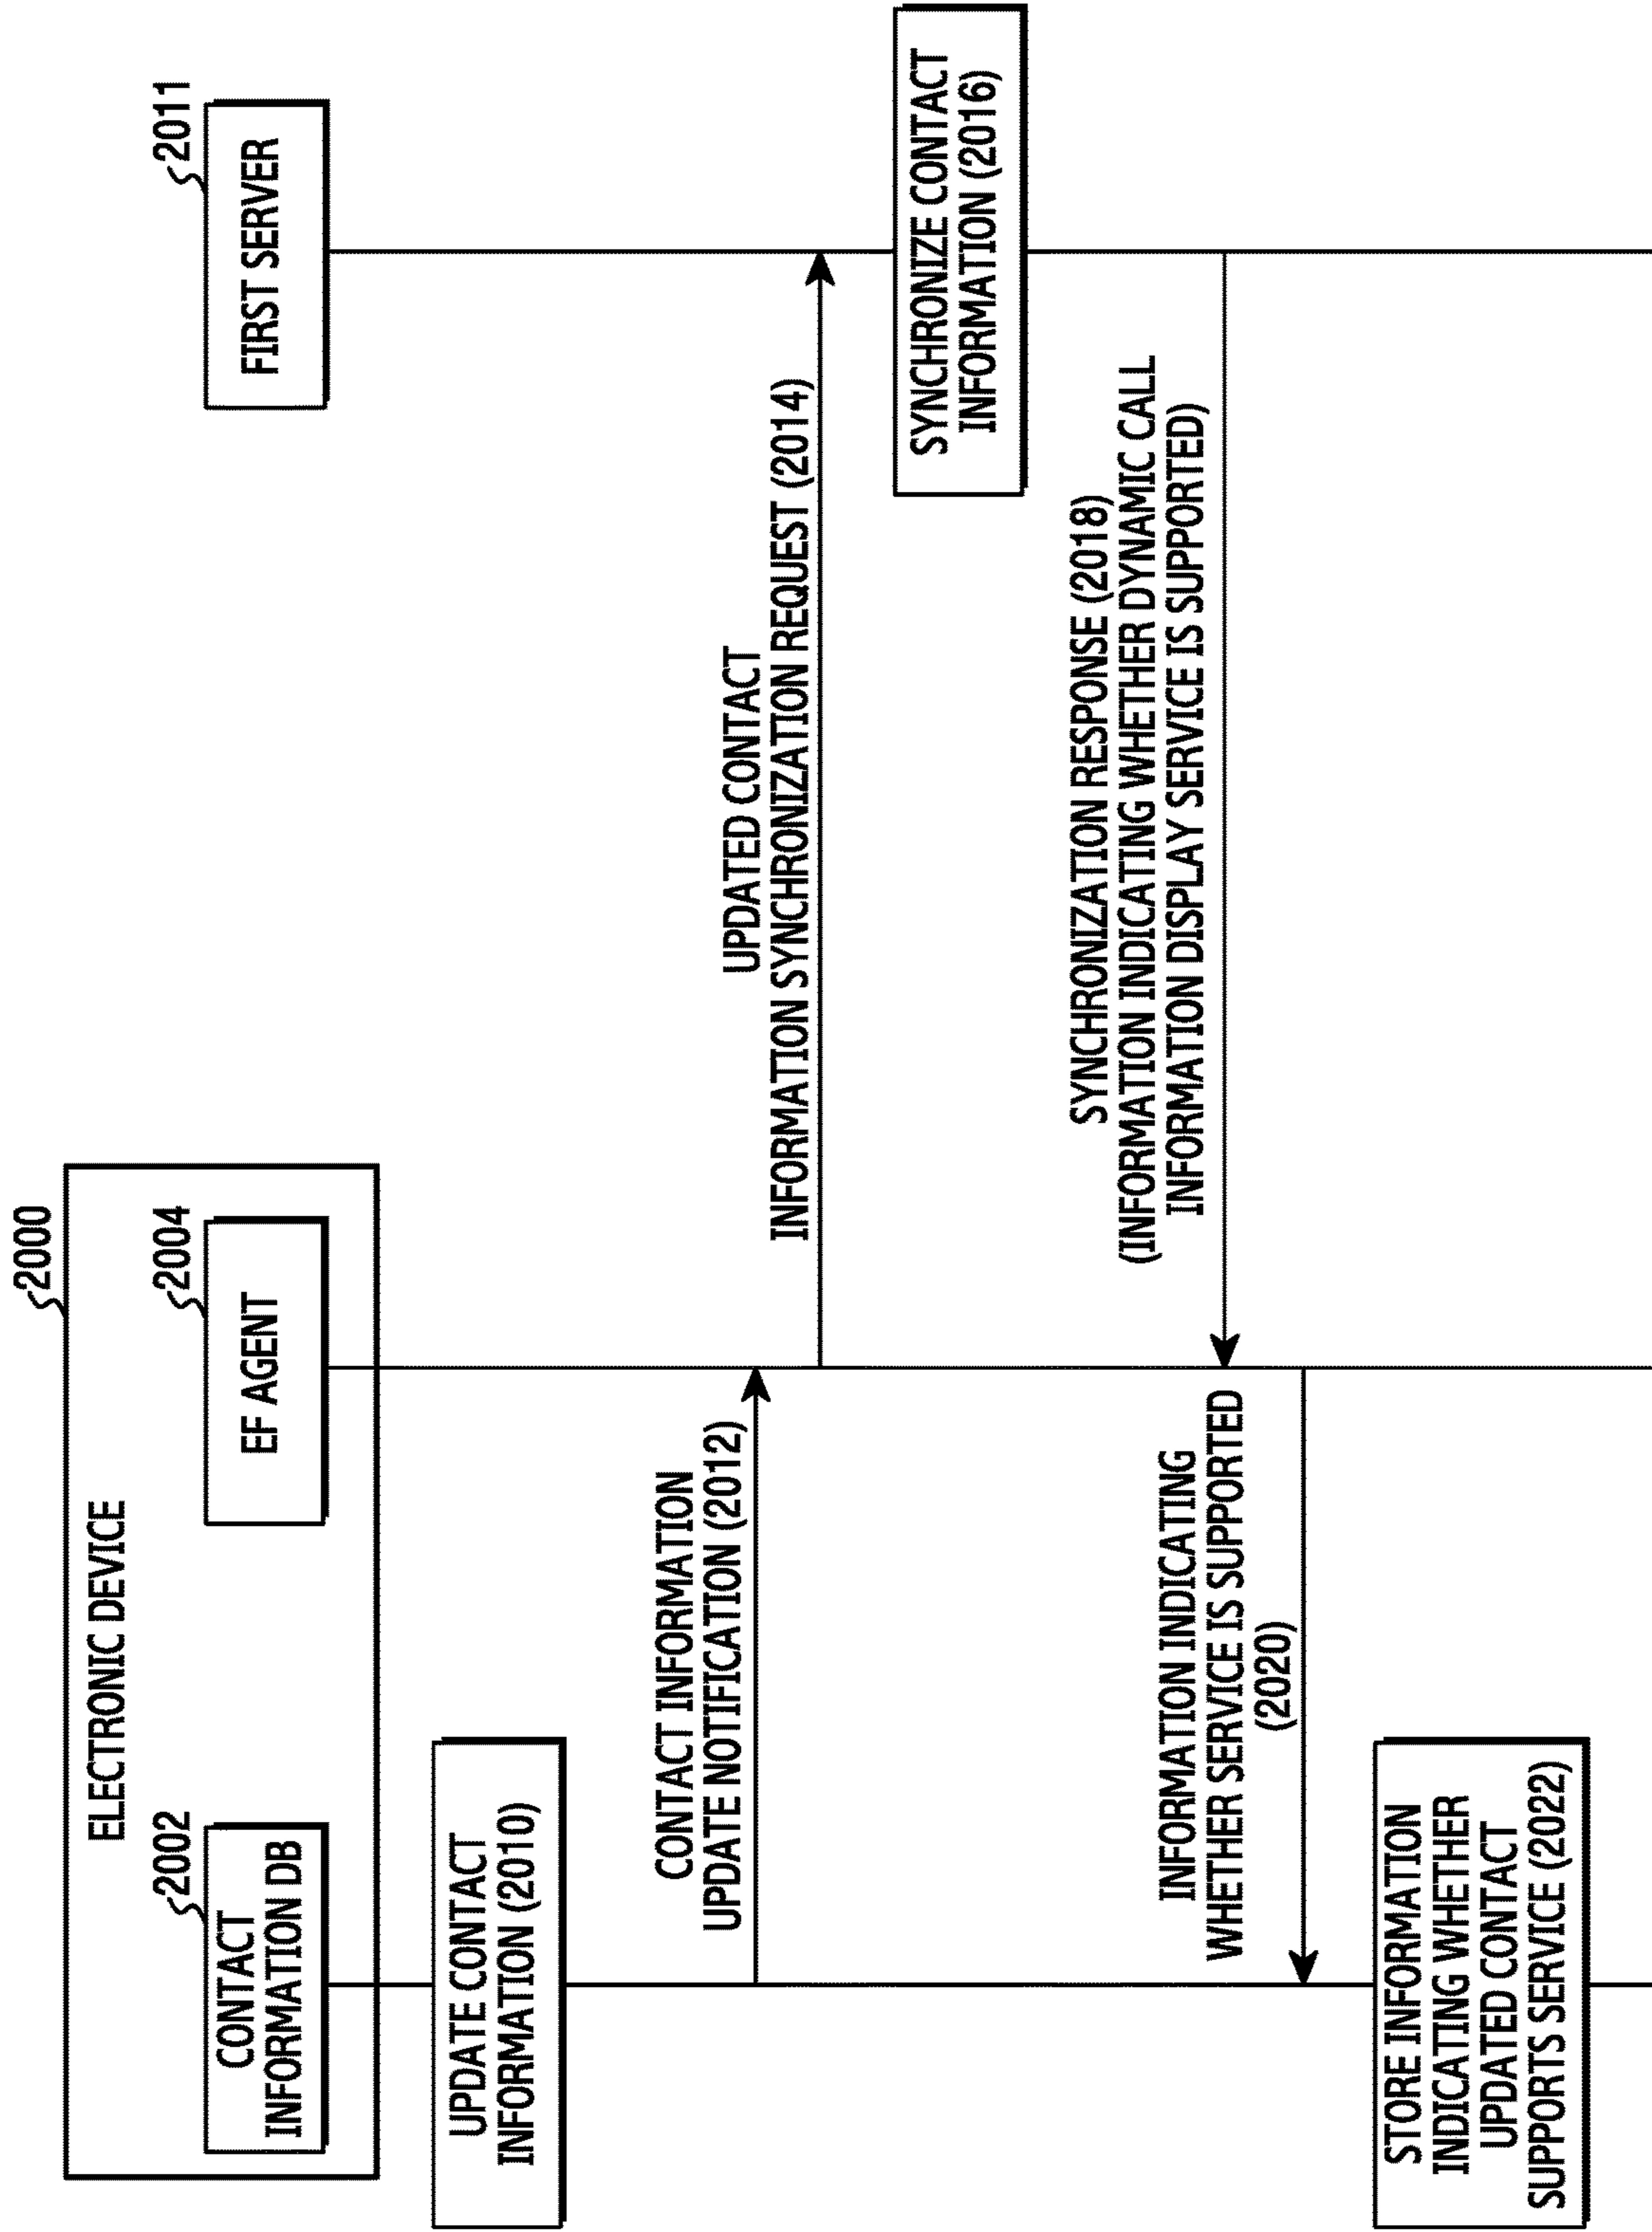 2000
ELECTRONIC DEVICE
2002
CONTACT
INFORMATION DB
2004
EF AGENT
2011
FIRST SERVER
UPDATE CONTACT
INFORMATION (2010)
CONTACT INFORMATION
UPDATE NOTIFICATION (2012)
UPDATED CONTACT
INFORMATION SYNCHRONIZATION REQUEST (2014)
SYNCHRONIZE CONTACT
INFORMATION (2016)
SYNCHRONIZATION RESPONSE (2018)
(INFORMATION INDICATING WHETHER DYNAMIC CALL
INFORMATION DISPLAY SERVICE IS SUPPORTED)
INFORMATION INDICATING
WHETHER SERVICE IS SUPPORTED
(2020)
STORE INFORMATION
INDICATING WHETHER
UPDATED CONTACT
SUPPORTS SERVICE (2022)